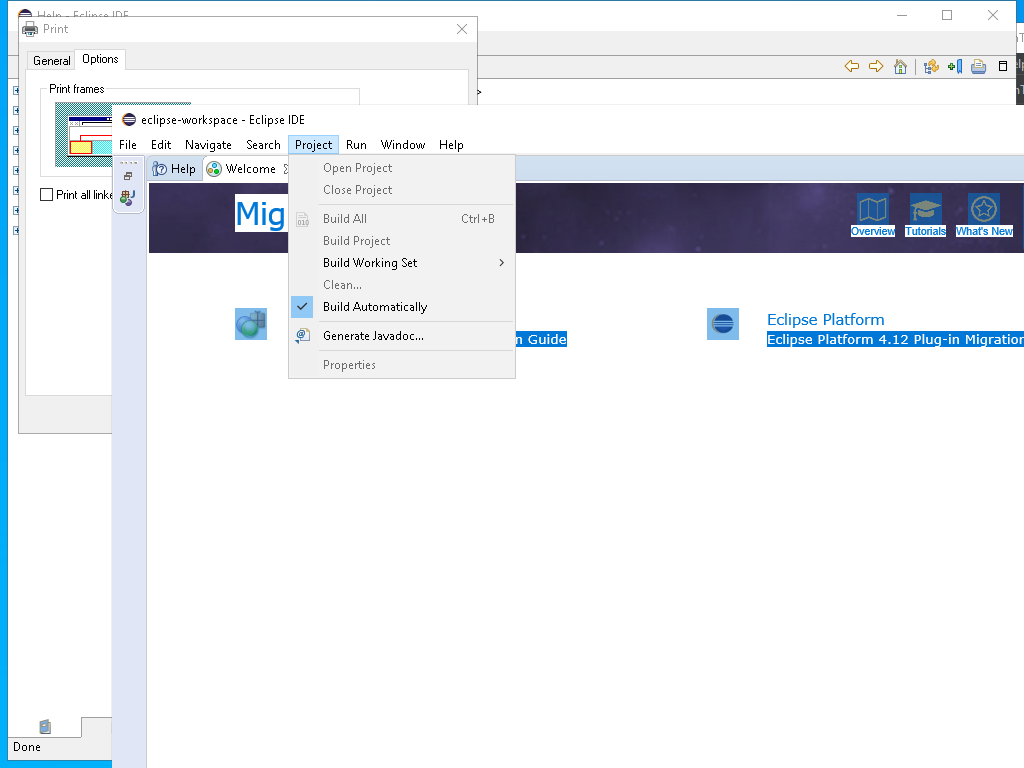 Help - Eclipse IDE
Print
General
Options
Print frames
Print all linke
eclipse-workspace - Eclipse IDE
File Edit Navigate Search Project Run Window Help
Help
Welcome
Open Project
Close Project
Build All Ctrl+B
Build Project
Build Working Set
Clean...
Build Automatically
Generate Javadoc...
Properties
Mig
Overview
Tutorials
What's New
n Guide
Eclipse Platform
Eclipse Platform 4.12 Plug-in Migration
Done